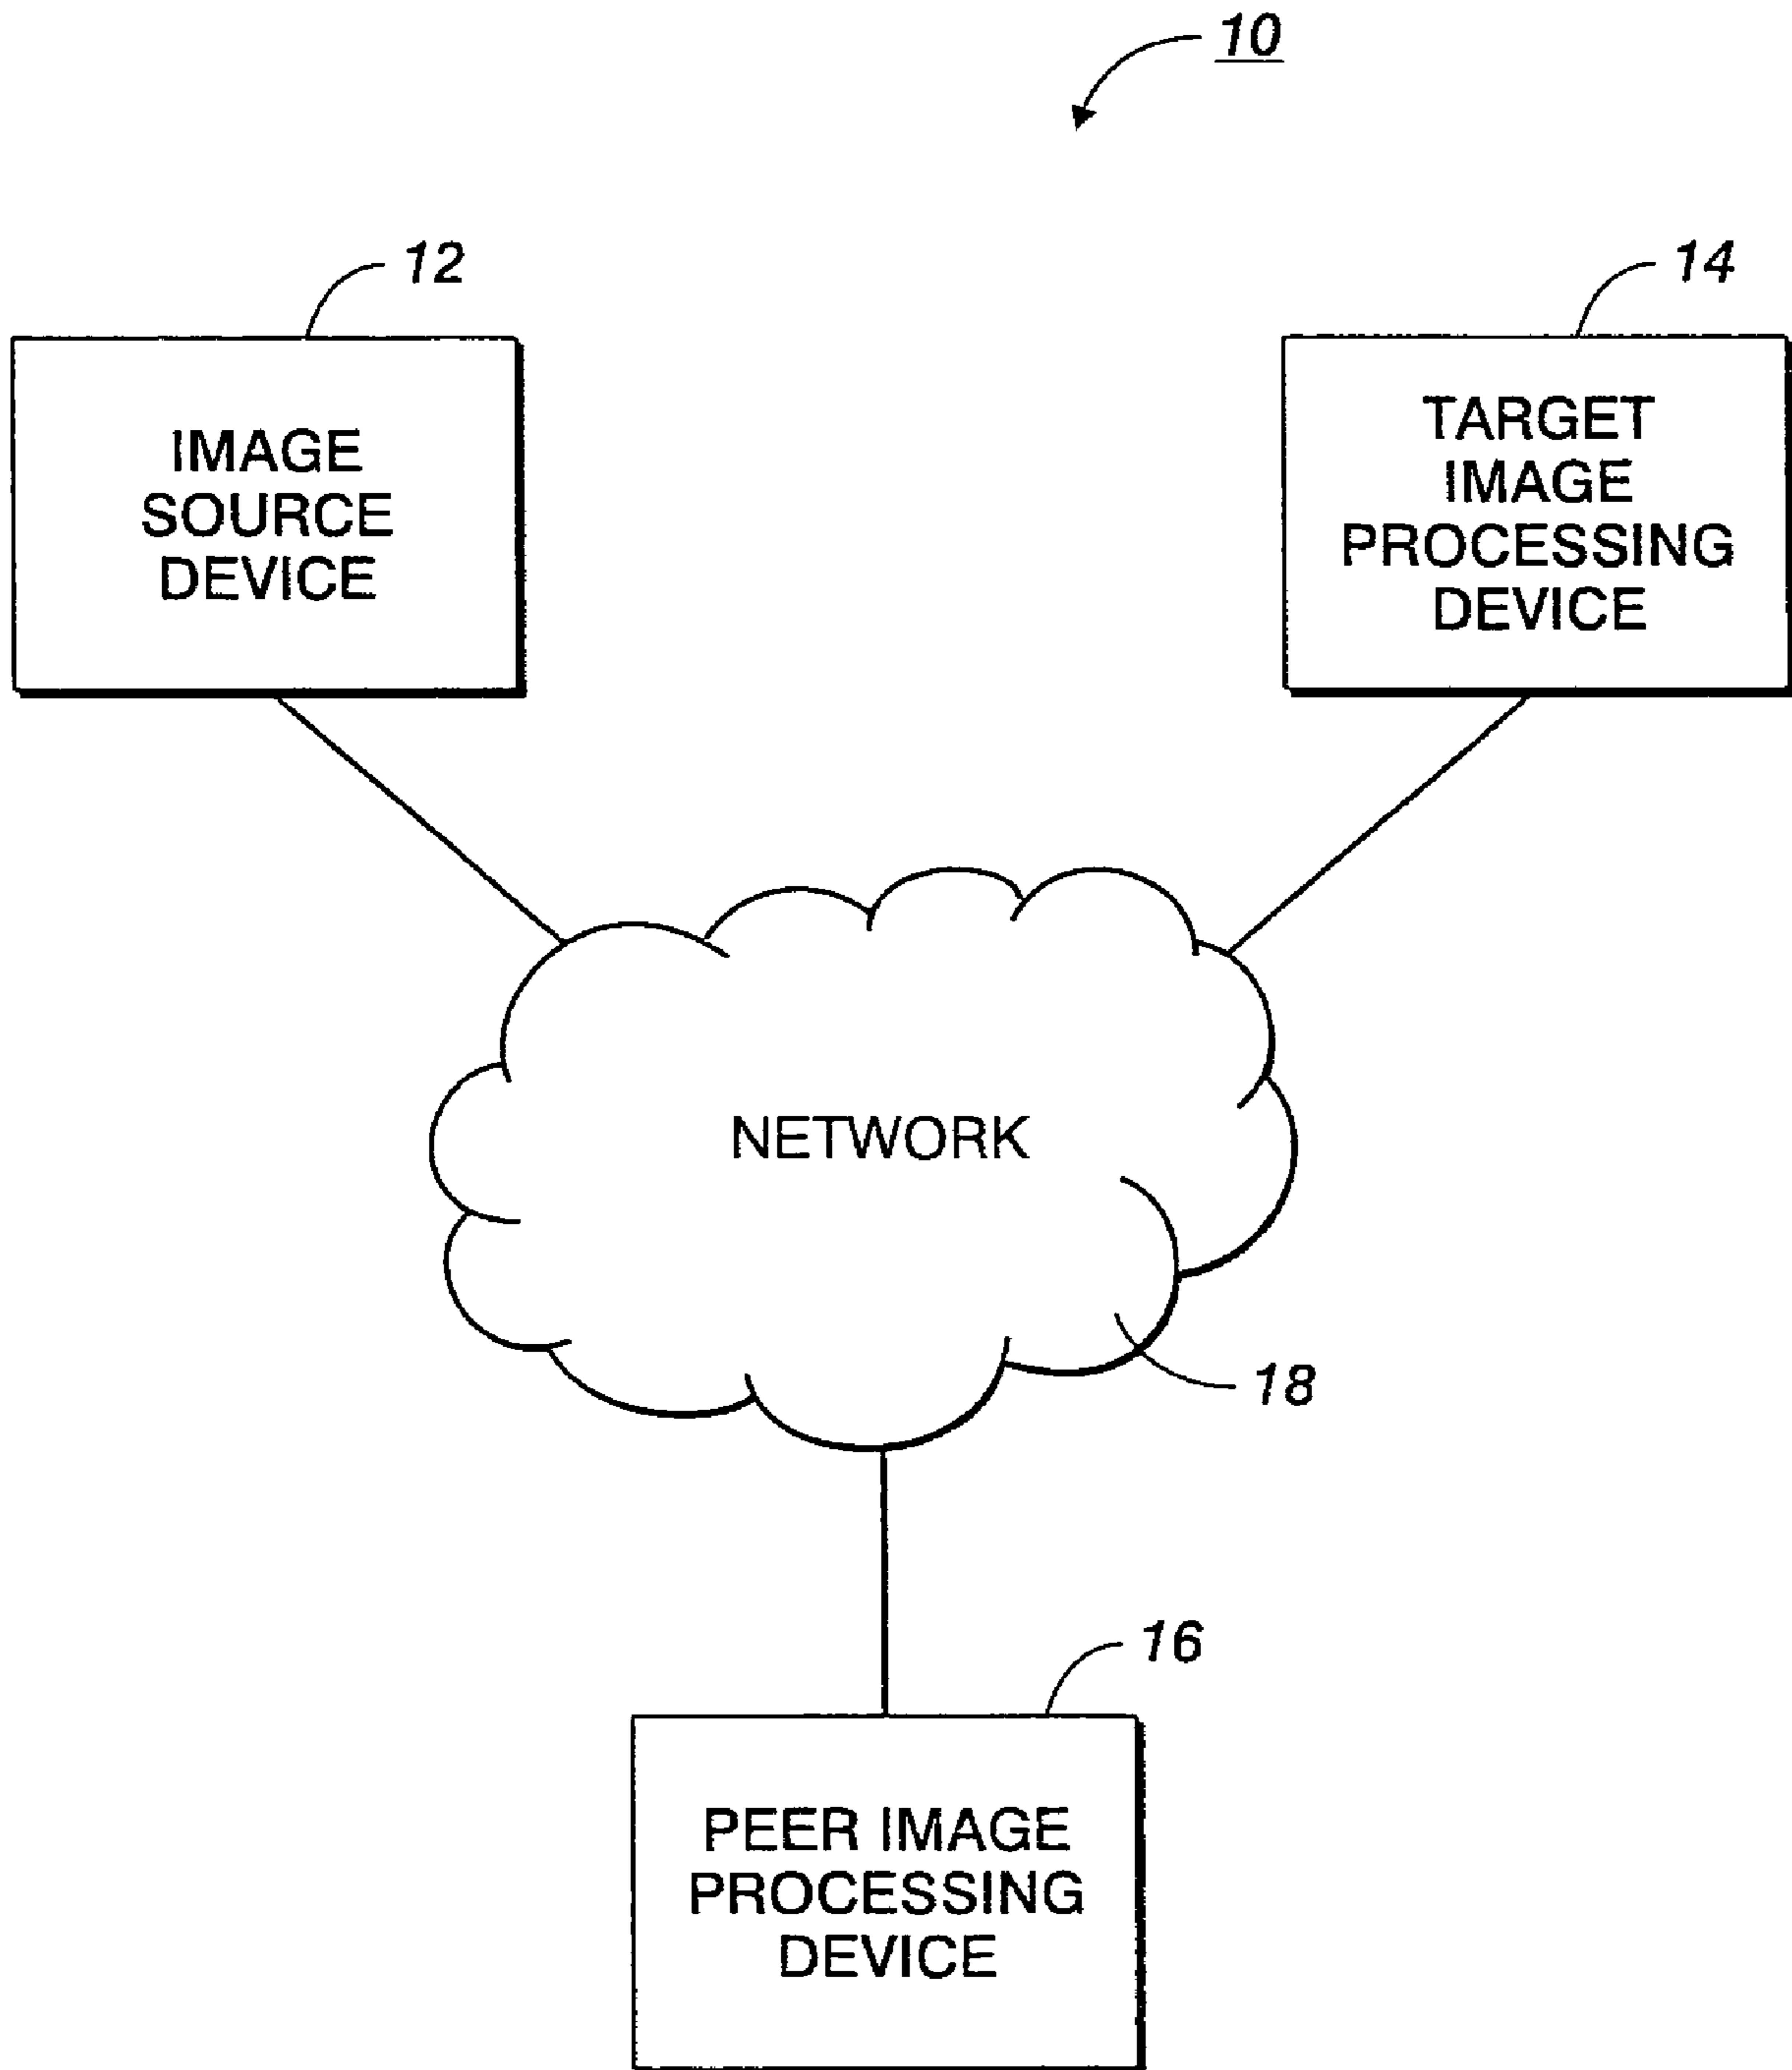 10
12
14
IMAGE
SOURCE
DEVICE
TARGET
IMAGE
PROCESSING
DEVICE
NETWORK
18
16
PEER IMAGE
PROCESSING
DEVICE